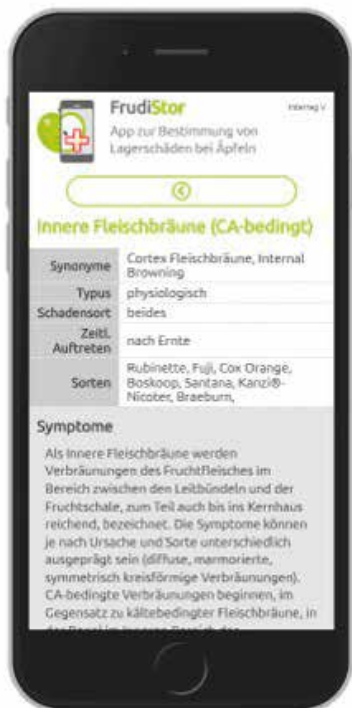 FrudiStor
Interreg V
App zur Bestimmung von
Lagerschäden bei Äpfeln
Innere Fleischbräune (CA-bedingt)
Synonyme Cortex Fleischbräune, Internal
Browning
Typus physiologisch
Schadensort beides
Zeitl.
Auftreten nach Ernte
Sorten Rubinette, Fuji, Cox Orange,
Boskoop, Santana, Kanzi®-
Nicoter, Braeburn,
Symptome
Als Innere Fleischbräune werden
Verbräunungen des Fruchtfleisches im
Bereich zwischen den Leitbündeln und der
Fruchtschale, zum Teil auch bis ins Kernhaus
reichend, bezeichnet. Die Symptome können
je nach Ursache und Sorte unterschiedlich
ausgeprägt sein (diffuse, marmorierte,
symmetrisch kreisförmige Verbräunungen).
CA-bedingte Verbräunungen beginnen, im
Gegensatz zu kältebedingter Fleischbräune, in